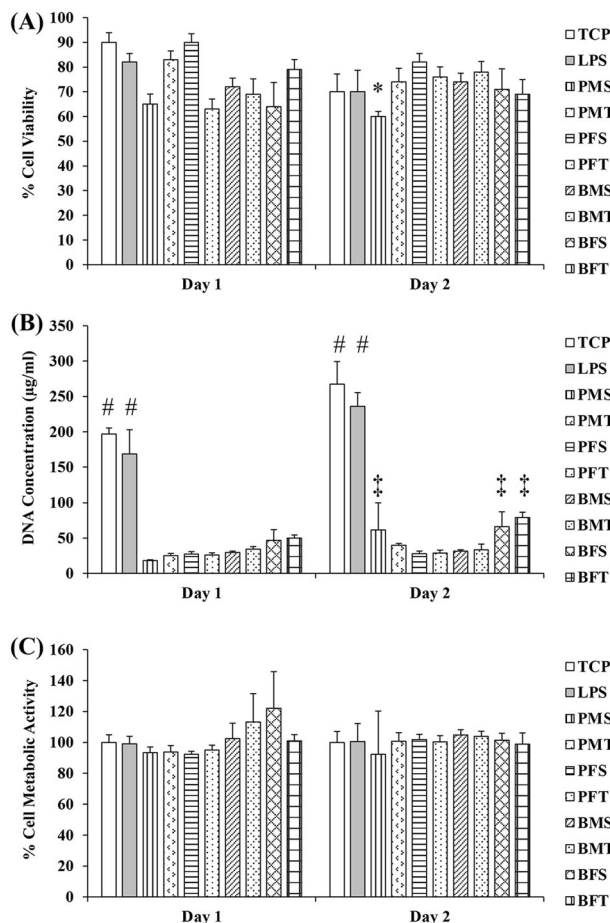 (A)
% Cell Viability
100
90
80
70
60
50
40
30
20
10
0
*
Day 1
Day 2
TCP
LPS
PMS
PMT
PFS
PFT
BMS
BMT
BFS
BFT
(B)
DNA Concentration (µg/ml)
350
300
250
200
150
100
50
0
# #
# #
‡
‡ ‡
Day 1
Day 2
TCP
LPS
PMS
PMT
PFS
PFT
BMS
BMT
BFS
BFT
(C)
% Cell Metabolic Activity
160
140
120
100
80
60
40
20
0
Day 1
Day 2
TCP
LPS
PMS
PMT
PFS
PFT
BMS
BMT
BFS
BFT